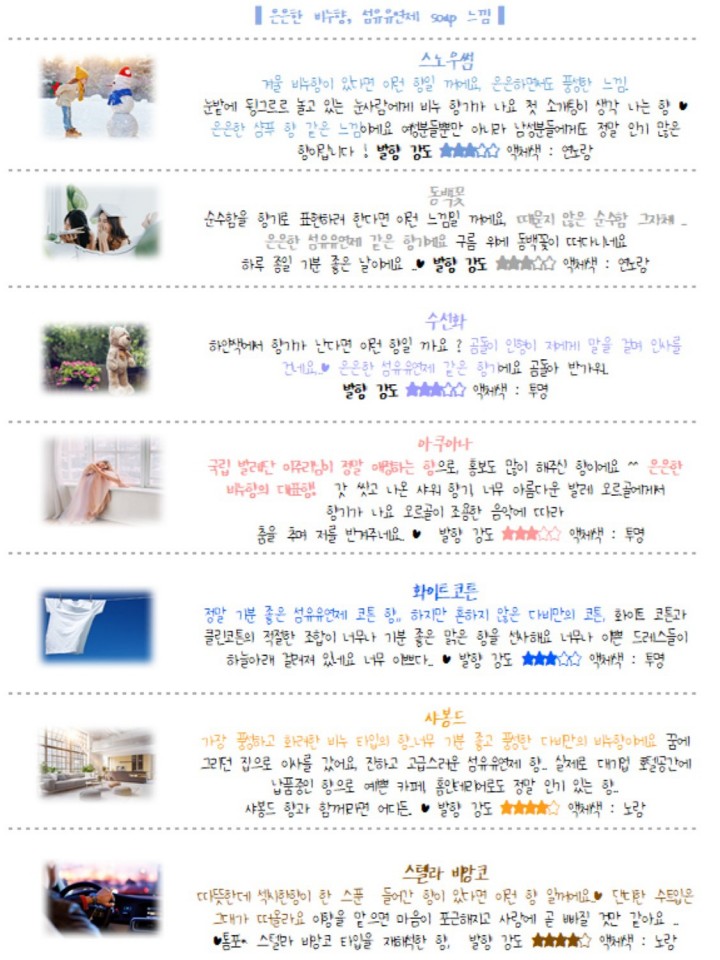 은은한 비누향, 섬유유연제 soap 느낌
스노우썸
겨울 비누향이 있다면 이런 향일 꺼에요, 은은하면서도 풍성한 느낌.
눈밭에 뒹그르르 놀고 있는 눈사람에게 비누 향기가 나요 첫 소개팅이 생각 나는 향 ♥
은은한 샴푸 향 같은 느낌이에요 여성분들뿐만 아니라 남성분들에게도 정말 인기 많은
향이랍니다 ! 발향 강도 ★★★☆☆ 액체색 : 연노랑
동백꽃
순수함을 향기로 표현하려 한다면 이런 느낌일 꺼에요, 때묻지 않은 순수함 그자체 ..
은은한 섬유유연제 같은 향기에요 구름 위에 동백꽃이 떠다니네요
하루 종일 기분 좋은 날이에요 ..♥ 발향 강도 ★★★☆☆ 액체색 : 연노랑
수선화
하얀색에서 향기가 난다면 이런 향일 까요 ? 곰돌이 인형이 저에게 말을 걸며 인사를
건네요..♥ 은은한 섬유유연제 같은 향기에요 곰돌아 반가워.
발향 강도 ★★★☆☆ 액체색 : 투명
아쿠아나
국립 발레단 이루리님이 정말 애정하는 향으로, 홍보도 많이 해주신 향이에요 ^^ 은은한
비누향의 대표향! 갓 씻고 나온 샤워 향기, 너무 아름다운 발레 오르골에게서
향기가 나요 오르골이 조용한 음악에 따라
춤을 추며 저를 반겨주네요. ♥ 발향 강도 ★★★☆☆ 액체색 : 투명
화이트코튼
정말 기분 좋은 섬유유연제 코튼 향,, 하지만 흔하지 않은 다비만의 코튼, 화이트 코튼과
클린코튼의 적절한 조합이 너무나 기분 좋은 맑은 향을 선사해요 너무나 이쁜 드레스들이
하늘아래 걸려져 있네요 너무 이쁘다.. ♥ 발향 강도 ★★★☆☆ 액체색 : 투명
샤봉드
가장 풍성하고 화려한 비누 타입의 향..너무 기분 좋고 풍성한 다비만의 비누향이에요 꿈에
그리던 집으로 이사를 갔어요, 진하고 고급스러운 섬유유연제 향.. 실제로 대기업 호텔공간에
납품중인 향으로 예쁜 카페, 홈인테리어로도 정말 인기 있는 향..
샤봉드 향과 함께라면 어디든. ♥ 발향 강도 ★★★★☆ 액체색 : 노랑
스텔라 비앙코
따뜻한데 섹시한향이 한 스푼 들어간 향이 있다면 이런 향 일꺼에요.♥ 단단한 수트입은
그대가 떠올라요 이향을 맡으면 마음이 포근해지고 사랑에 곧 빠질 것만 같아요 ..
♥톰포* 스텔라 비앙코 타입을 재해석한 향, 발향 강도 ★★★★☆ 액체색 : 노랑